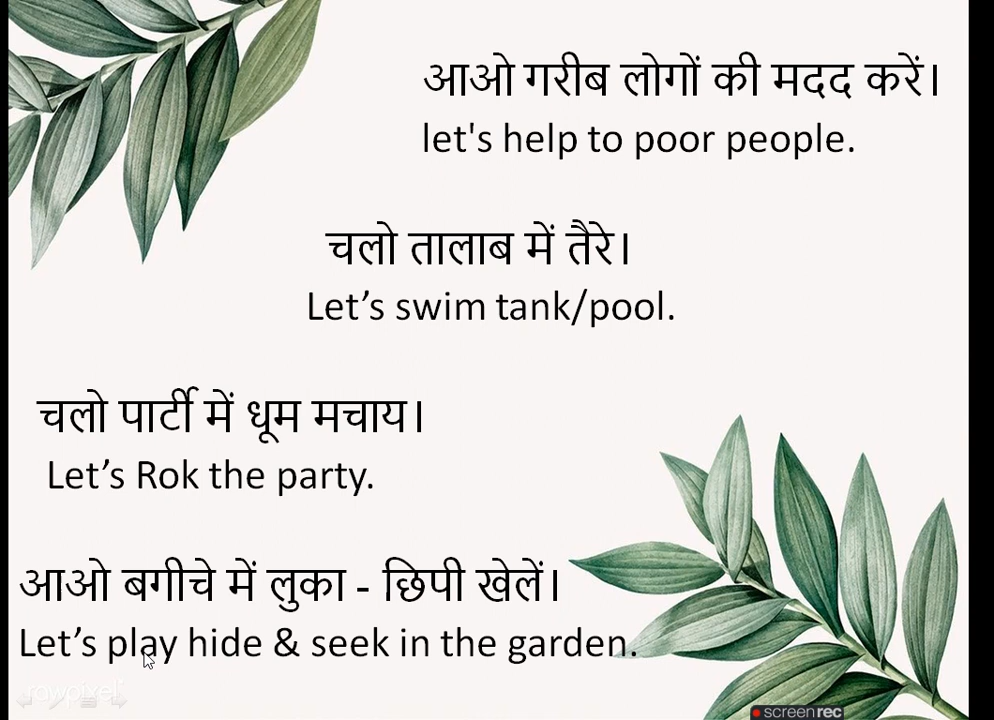 आओ गरीब लोगों की मदद करें।
let's help to poor people.
चलो तालाब में तैरे।
Let’s swim tank/pool.
चलो पार्टी में धूम मचाय।
Let’s Rok the party.
आओ बगीचे में लुका - छिपी खेलें।
Let’s play hide & seek in the garden.
rawpixel
screenrec